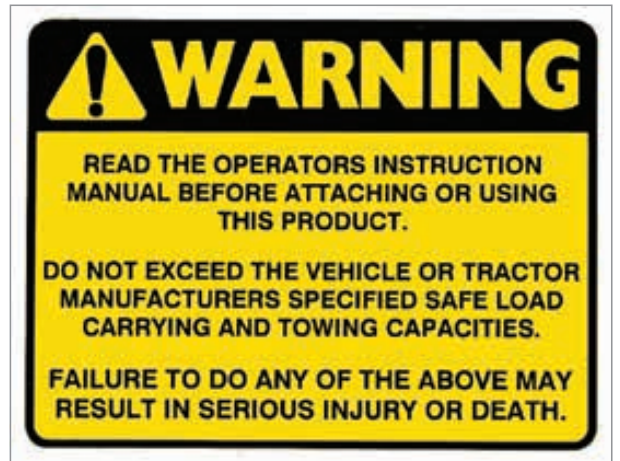 WARNING
READ THE OPERATORS INSTRUCTION
MANUAL BEFORE ATTACHING OR USING
THIS PRODUCT.
DO NOT EXCEED THE VEHICLE OR TRACTOR
MANUFACTURERS SPECIFIED SAFE LOAD
CARRYING AND TOWING CAPACITIES.
FAILURE TO DO ANY OF THE ABOVE MAY
RESULT IN SERIOUS INJURY OR DEATH.